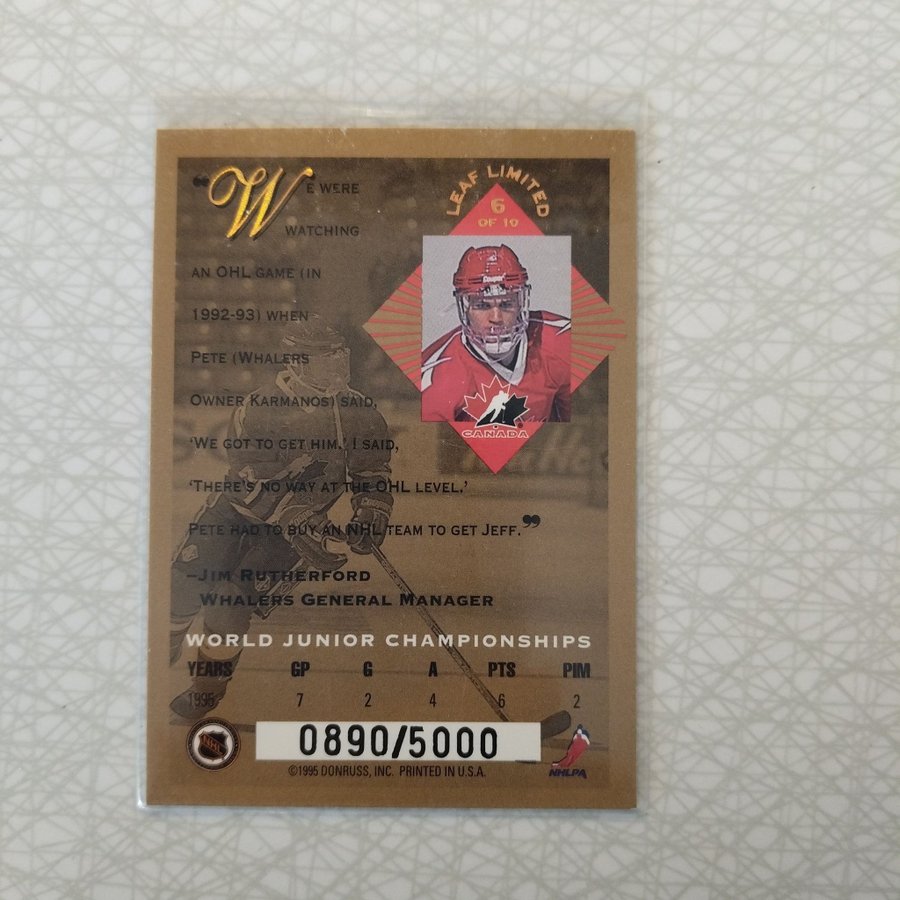 LEAF LIMITED
6
OF 10
“WE WERE
WATCHING
AN OHL GAME (IN
1992-93) WHEN
PETE (WHALERS
OWNER KARMANOS) SAID,
‘WE GOT TO GET HIM.’ I SAID,
‘THERE’S NO WAY AT THE OHL LEVEL.’
PETE HAD TO BUY AN NHL TEAM TO GET JEFF.”
–JIM RUTHERFORD
WHALERS GENERAL MANAGER
Cooper
CANADA
WORLD JUNIOR CHAMPIONSHIPS
YEARS GP G A PTS PIM
1995 7 2 4 6 2
NHL
0890/5000
NHLPA
©1995 DONRUSS, INC. PRINTED IN U.S.A.